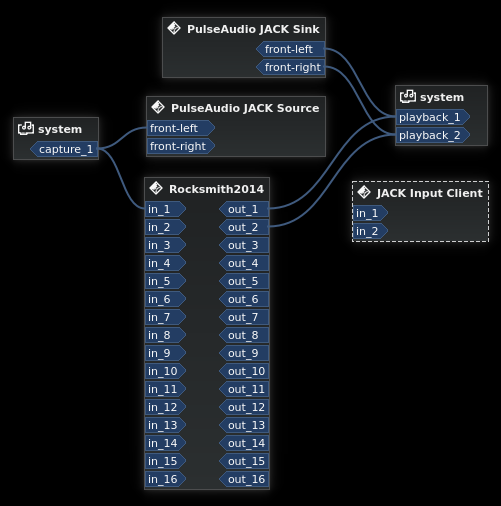 PulseAudio JACK Sink
front-left
front-right
system
playback_1
playback_2
PulseAudio JACK Source
front-left
front-right
system
capture_1
Rocksmith2014
in_1 out_1
in_2 out_2
in_3 out_3
in_4 out_4
in_5 out_5
in_6 out_6
in_7 out_7
in_8 out_8
in_9 out_9
in_10 out_10
in_11 out_11
in_12 out_12
in_13 out_13
in_14 out_14
in_15 out_15
in_16 out_16
JACK Input Client
in_1
in_2